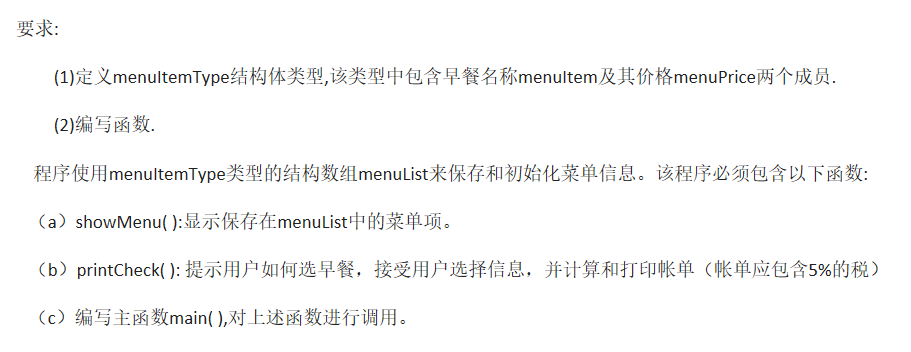 要求:
(1)定义menuItemType结构体类型,该类型中包含早餐名称menuItem及其价格menuPrice两个成员.
(2)编写函数.
程序使用menuItemType类型的结构数组menuList来保存和初始化菜单信息。该程序必须包含以下函数:
（a）showMenu( ):显示保存在menuList中的菜单项。
（b）printCheck( ): 提示用户如何选早餐，接受用户选择信息，并计算和打印帐单（帐单应包含5%的税）
（c）编写主函数main( ),对上述函数进行调用。